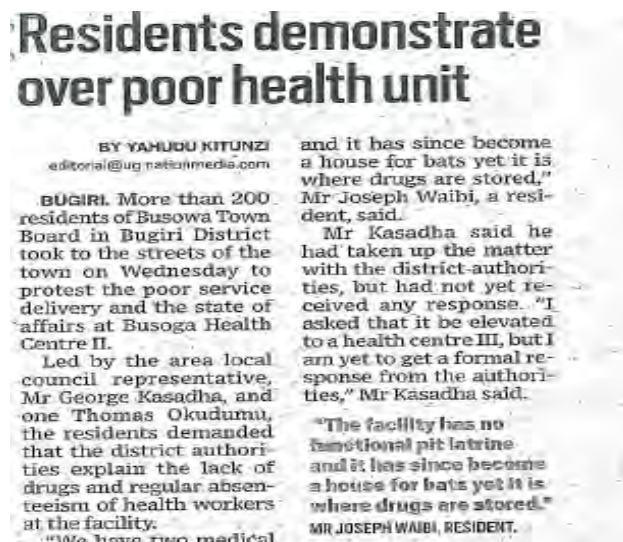 Residents demonstrate
over poor health unit
BY YAHUDU KITUNZI
editorial@ug.nationmedia.com
BUGIRI. More than 200
residents of Busowa Town
Board in Bugiri District
took to the streets of the
town on Wednesday to
protest the poor service
delivery and the state of
affairs at Busoga Health
Centre II.
Led by the area local
council representative,
Mr George Kasadha, and
one Thomas Okudumu,
the residents demanded
that the district authori-
ties explain the lack of
drugs and regular absen-
teeism of health workers
at the facility.
"We have two medical
and it has since become
a house for bats yet it is
where drugs are stored,"
Mr Joseph Waibi, a resi-
dent, said.
Mr Kasadha said he
had taken up the matter
with the district authori-
ties, but had not yet re-
ceived any response. "I
asked that it be elevated
to a health centre III, but I
am yet to get a formal re-
sponse from the authori-
ties," Mr Kasadha said.
"The facility has no
functional pit latrine
and it has since become
a house for bats yet it is
where drugs are stored."
MR JOSEPH WAIBI, RESIDENT.